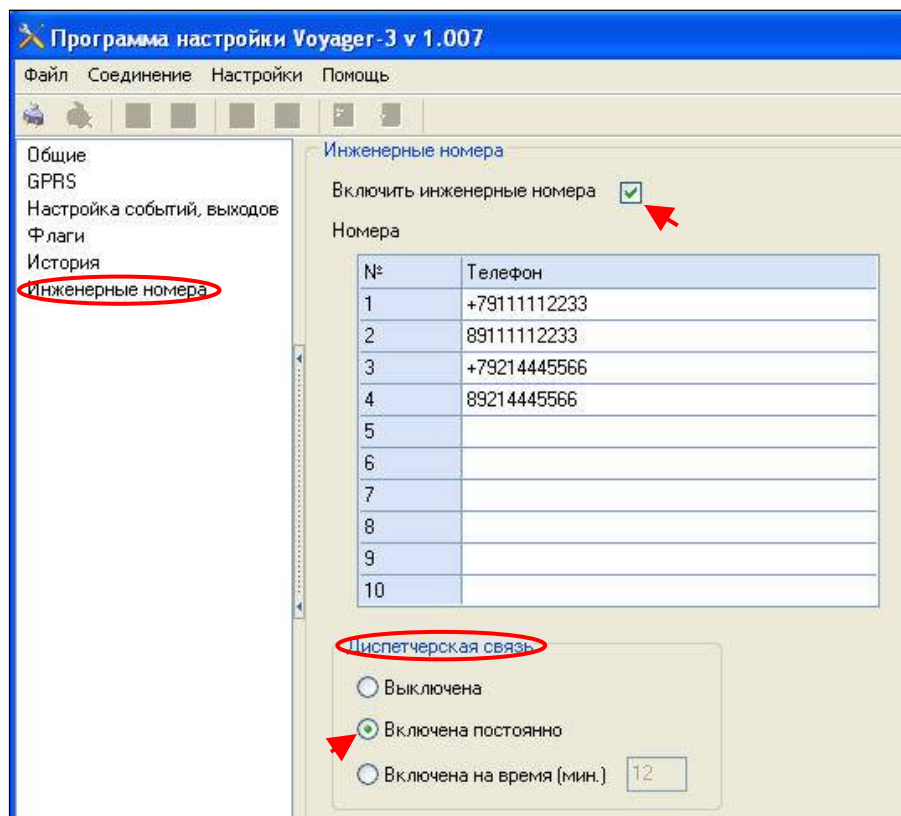 Программа настройки Voyager-3 v 1.007
Файл Соединение Настройки Помощь
Общие
GPRS
Настройка событий, выходов
Флаги
История
Инженерные номера
Инженерные номера
Включить инженерные номера
Номера
№ Телефон
1 +79111112233
2 89111112233
3 +79214445566
4 89214445566
5
6
7
8
9
10
Диспетчерская связь
Выключена
Включена постоянно
Включена на время (мин.) 12